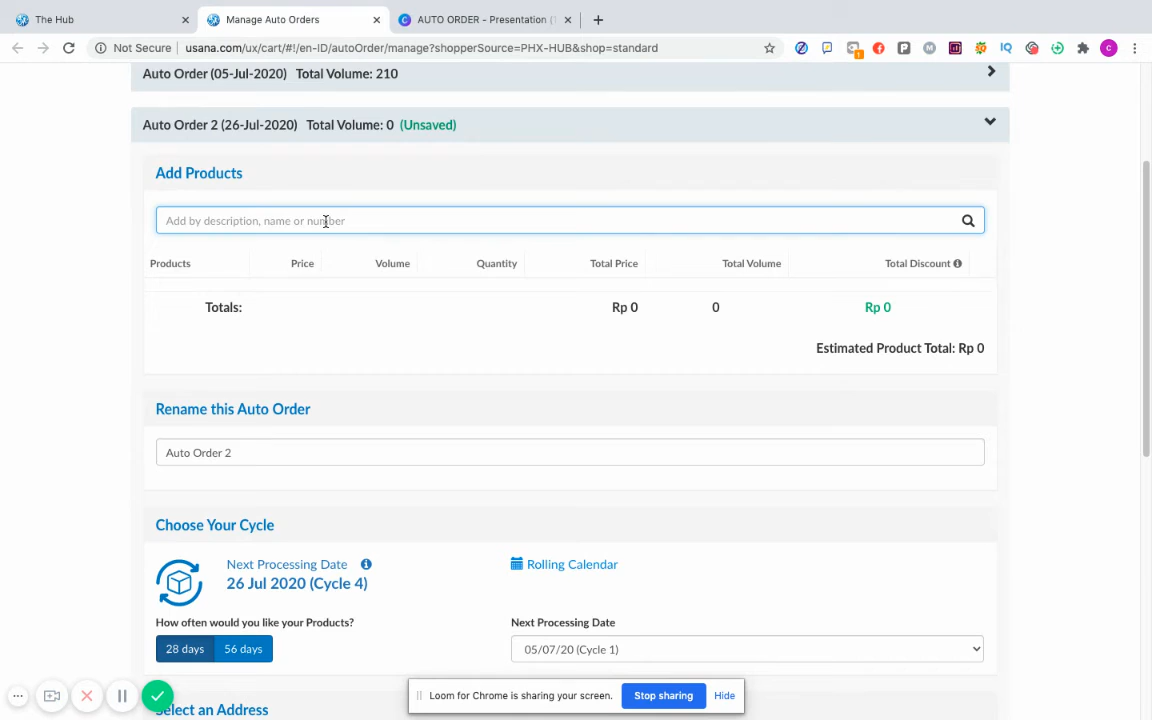 The Hub
Manage Auto Orders
AUTO ORDER - Presentation (
Not Secure
usana.com/ux/cart/#!/en-ID/autoOrder/manage?shopperSource=PHX-HUB&shop=standard
Auto Order (05-Jul-2020) Total Volume: 210
Auto Order 2 (26-Jul-2020) Total Volume: 0 (Unsaved)
Add Products
Add by description, name or number
Products Price Volume Quantity Total Price Total Volume Total Discount
Totals: Rp 0 0 Rp 0
Estimated Product Total: Rp 0
Rename this Auto Order
Auto Order 2
Choose Your Cycle
Next Processing Date
26 Jul 2020 (Cycle 4)
Rolling Calendar
How often would you like your Products?
28 days 56 days
Next Processing Date
05/07/20 (Cycle 1)
Loom for Chrome is sharing your screen. Stop sharing Hide
Select an Address